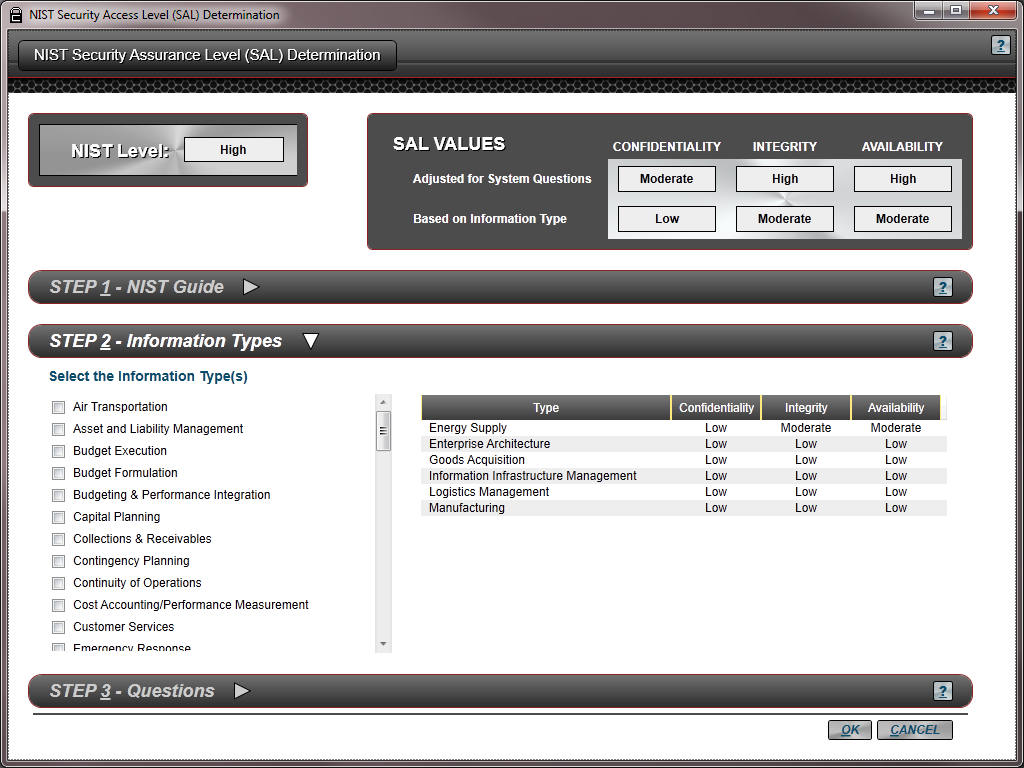 NIST Security Access Level (SAL) Determination
NIST Security Assurance Level (SAL) Determination
?
NIST Level: High
SAL VALUES
CONFIDENTIALITY INTEGRITY AVAILABILITY
Adjusted for System Questions Moderate High High
Based on Information Type Low Moderate Moderate
STEP 1 - NIST Guide ?
STEP 2 - Information Types ?
Select the Information Type(s)
Air Transportation
Asset and Liability Management
Budget Execution
Budget Formulation
Budgeting & Performance Integration
Capital Planning
Collections & Receivables
Contingency Planning
Continuity of Operations
Cost Accounting/Performance Measurement
Customer Services
Emergency Response
Type Confidentiality Integrity Availability
Energy Supply Low Moderate Moderate
Enterprise Architecture Low Low Low
Goods Acquisition Low Low Low
Information Infrastructure Management Low Low Low
Logistics Management Low Low Low
Manufacturing Low Low Low
STEP 3 - Questions ?
OK CANCEL